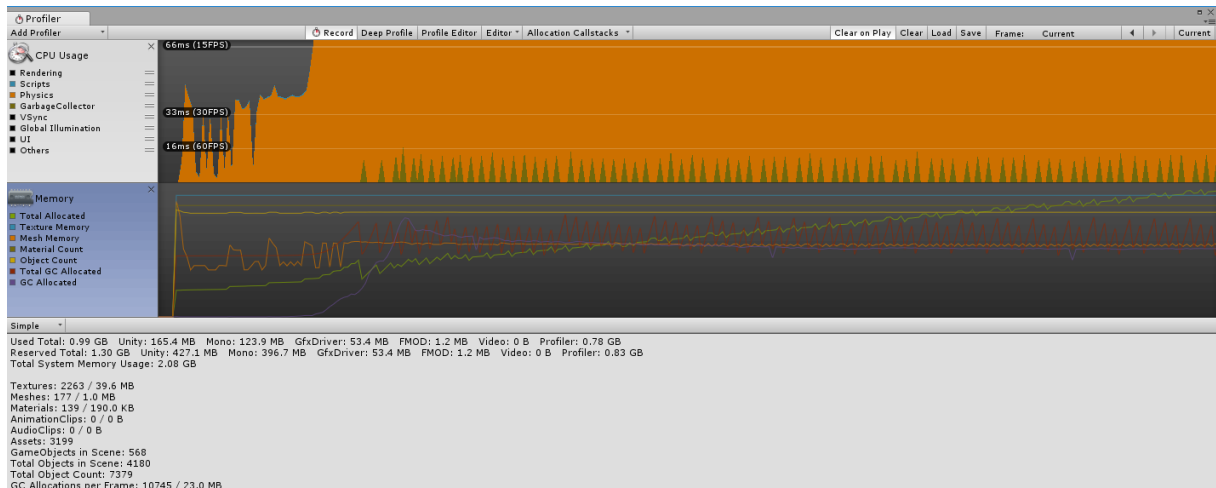 Profiler
Add Profiler Record Deep Profile Profile Editor Editor Allocation Callstacks Clear on Play Clear Load Save Frame: Current Current
CPU Usage
Rendering
Scripts
Physics
GarbageCollector
VSync
Global Illumination
UI
Others
66ms (15FPS)
33ms (30FPS)
16ms (60FPS)
Memory
Total Allocated
Texture Memory
Mesh Memory
Material Count
Object Count
Total GC Allocated
GC Allocated
Simple
Used Total: 0.99 GB Unity: 165.4 MB Mono: 123.9 MB GfxDriver: 53.4 MB FMOD: 1.2 MB Video: 0 B Profiler: 0.78 GB
Reserved Total: 1.30 GB Unity: 427.1 MB Mono: 396.7 MB GfxDriver: 53.4 MB FMOD: 1.2 MB Video: 0 B Profiler: 0.83 GB
Total System Memory Usage: 2.08 GB
Textures: 2263 / 39.6 MB
Meshes: 177 / 1.0 MB
Materials: 139 / 190.0 KB
AnimationClips: 0 / 0 B
AudioClips: 0 / 0 B
Assets: 3199
GameObjects in Scene: 568
Total Objects in Scene: 4180
Total Object Count: 7379
GC Allocations per Frame: 10745 / 23.0 MB